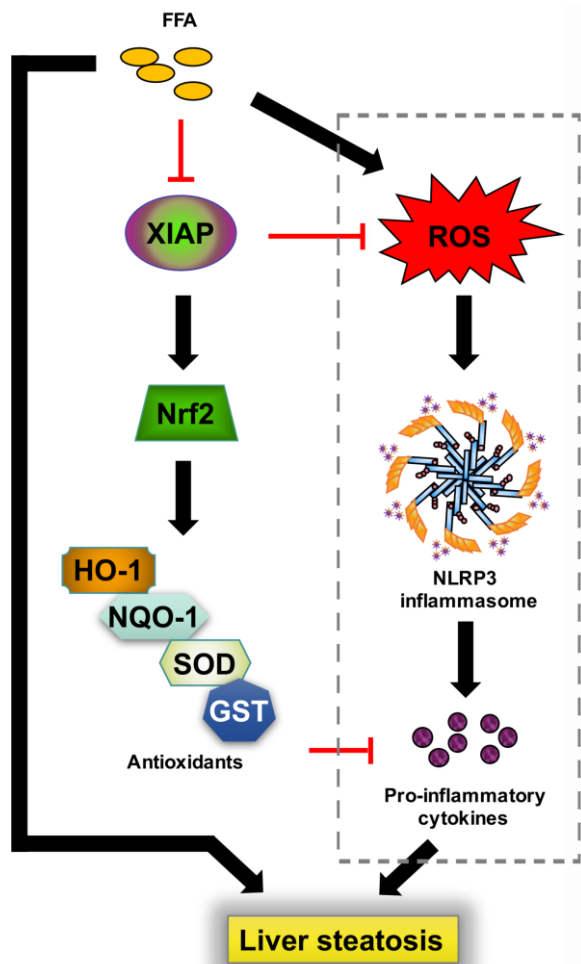 FFA
XIAP
ROS
Nrf2
HO-1
NQO-1
SOD
GST
Antioxidants
NLRP3
inflammasome
Pro-inflammatory
cytokines
Liver steatosis